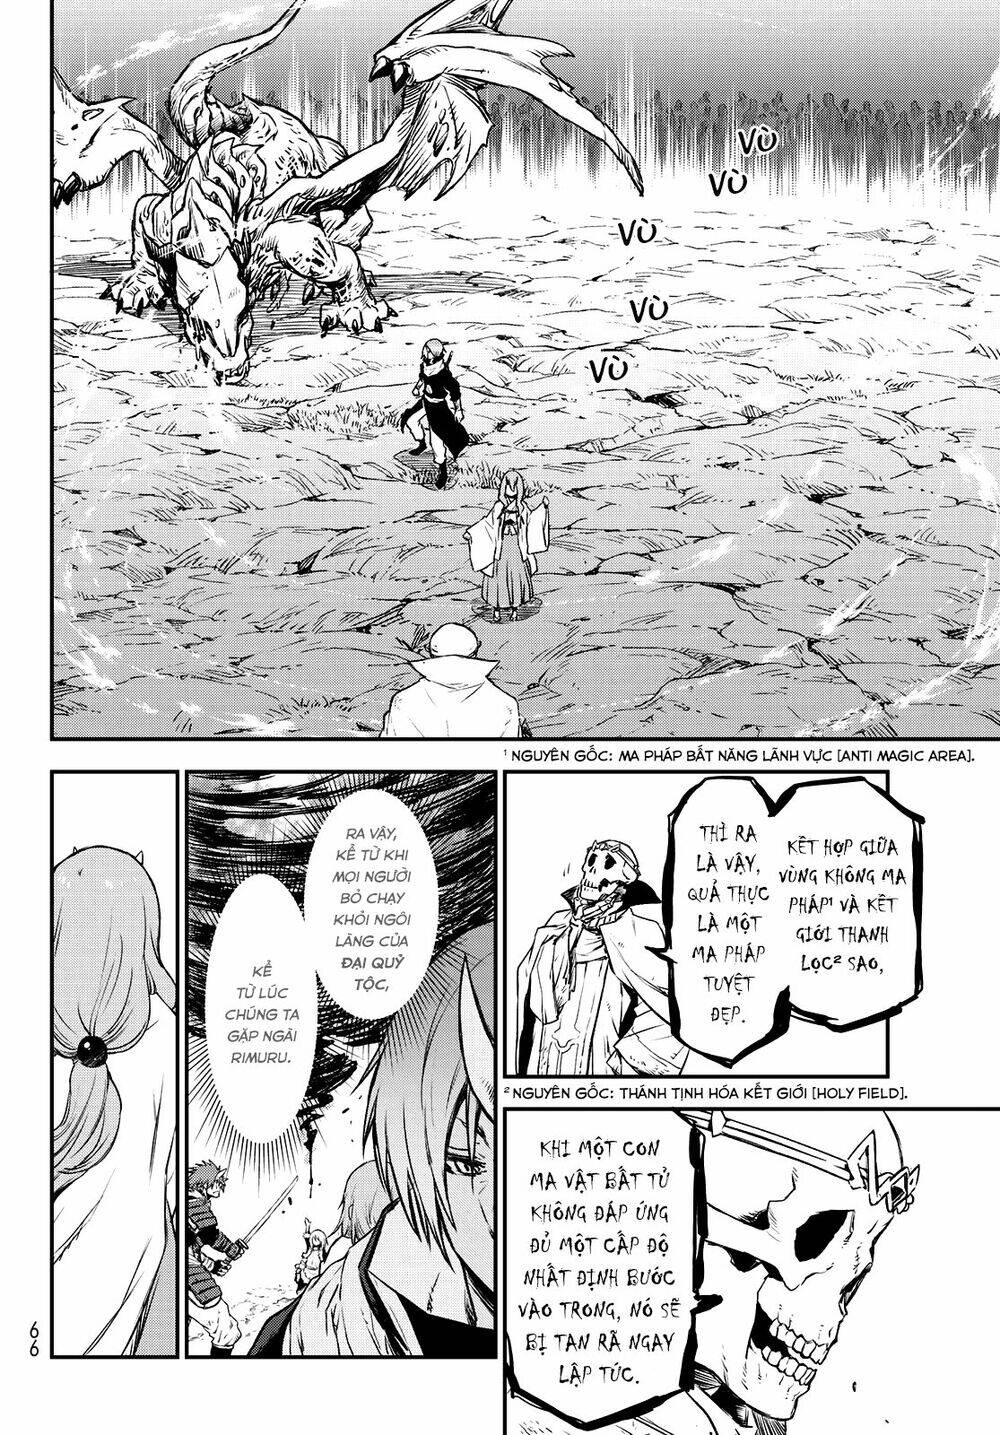 VÙ
VÙ
VÙ
VÙ
VÙ
¹ NGUYÊN GỐC: MA PHÁP BẤT NĂNG LÃNH VỰC [ANTI MAGIC AREA].
KẾT HỢP GIỮA
VÙNG KHÔNG MA
PHÁP¹ VÀ KẾT
GIỚI THANH
LỌC² SAO,
THÌ RA
LÀ VẬY,
QUẢ THỰC
LÀ MỘT
MA PHÁP
TUYỆT
ĐẸP.
RA VẬY,
KỂ TỪ KHI
MỌI NGƯỜI
BỎ CHẠY
KHỎI NGÔI
LÀNG CỦA
ĐẠI QUỶ
TỘC,
KỂ
TỪ LÚC
CHÚNG TA
GẶP NGÀI
RIMURU.
² NGUYÊN GỐC: THÁNH TỊNH HÓA KẾT GIỚI [HOLY FIELD].
KHI MỘT CON
MA VẬT BẤT TỬ
KHÔNG ĐÁP ỨNG
ĐỦ MỘT CẤP ĐỘ
NHẤT ĐỊNH BƯỚC
VÀO TRONG, NÓ SẼ
BỊ TAN RÃ NGAY
LẬP TỨC.
66